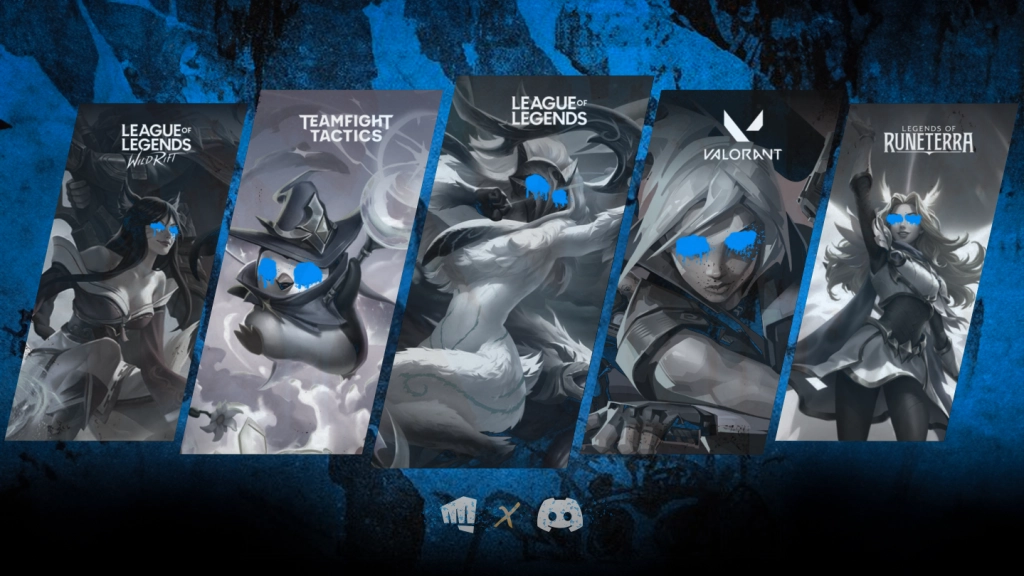 LEAGUE OF
LEGENDS
WILD RIFT
TEAMFIGHT
TACTICS
LEAGUE OF
LEGENDS
VALORANT
LEGENDS OF
RUNETERRA
X